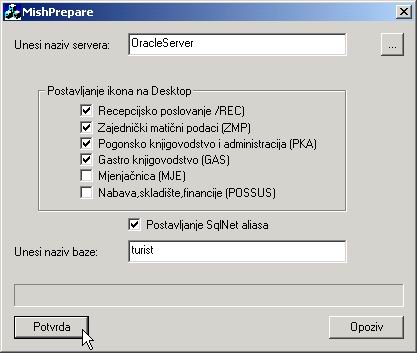 MishPrepare
Unesi naziv servera: OracleServer ...
Postavljanje ikona na Desktop
Recepcijsko poslovanje /REC)
Zajednički matični podaci (ZMP)
Pogonsko knjigovodstvo i administracija (PKA)
Gastro knjigovodstvo (GAS)
Mjenjačnica (MJE)
Nabava,skladište,financije (POSSUS)
Postavljanje SqlNet aliasa
Unesi naziv baze: turist
Potvrda Opoziv